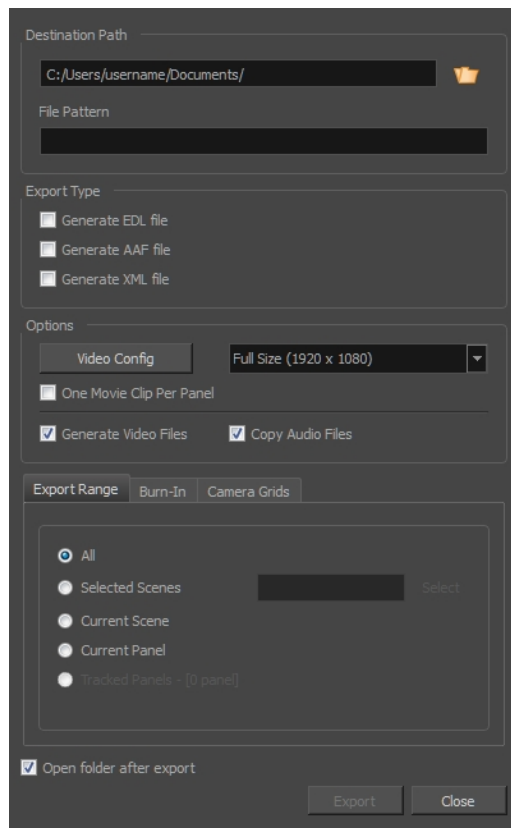 Destination Path
C:/Users/username/Documents/
File Pattern
Export Type
Generate EDL file
Generate AAF file
Generate XML file
Options
Video Config Full Size (1920 x 1080)
One Movie Clip Per Panel
Generate Video Files Copy Audio Files
Export Range Burn-In Camera Grids
All
Selected Scenes Select
Current Scene
Current Panel
Tracked Panels - [0 panel]
Open folder after export
Export Close